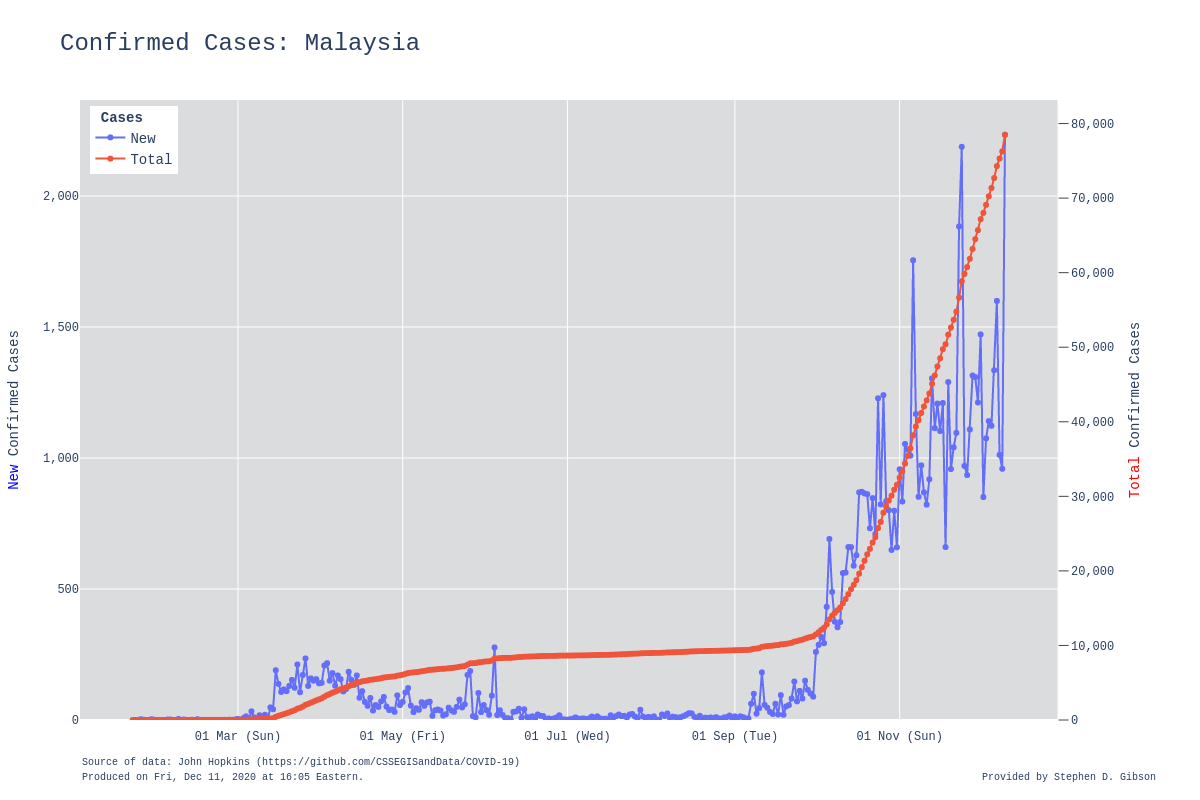 Confirmed Cases: Malaysia
Cases
New
Total
2,000
1,500
1,000
500
0
New Confirmed Cases
80,000
70,000
60,000
50,000
40,000
30,000
20,000
10,000
0
Total Confirmed Cases
01 Mar (Sun)
01 May (Fri)
01 Jul (Wed)
01 Sep (Tue)
01 Nov (Sun)
Source of data: John Hopkins (https://github.com/CSSEGISandData/COVID-19)
Produced on Fri, Dec 11, 2020 at 16:05 Eastern.
Provided by Stephen D. Gibson